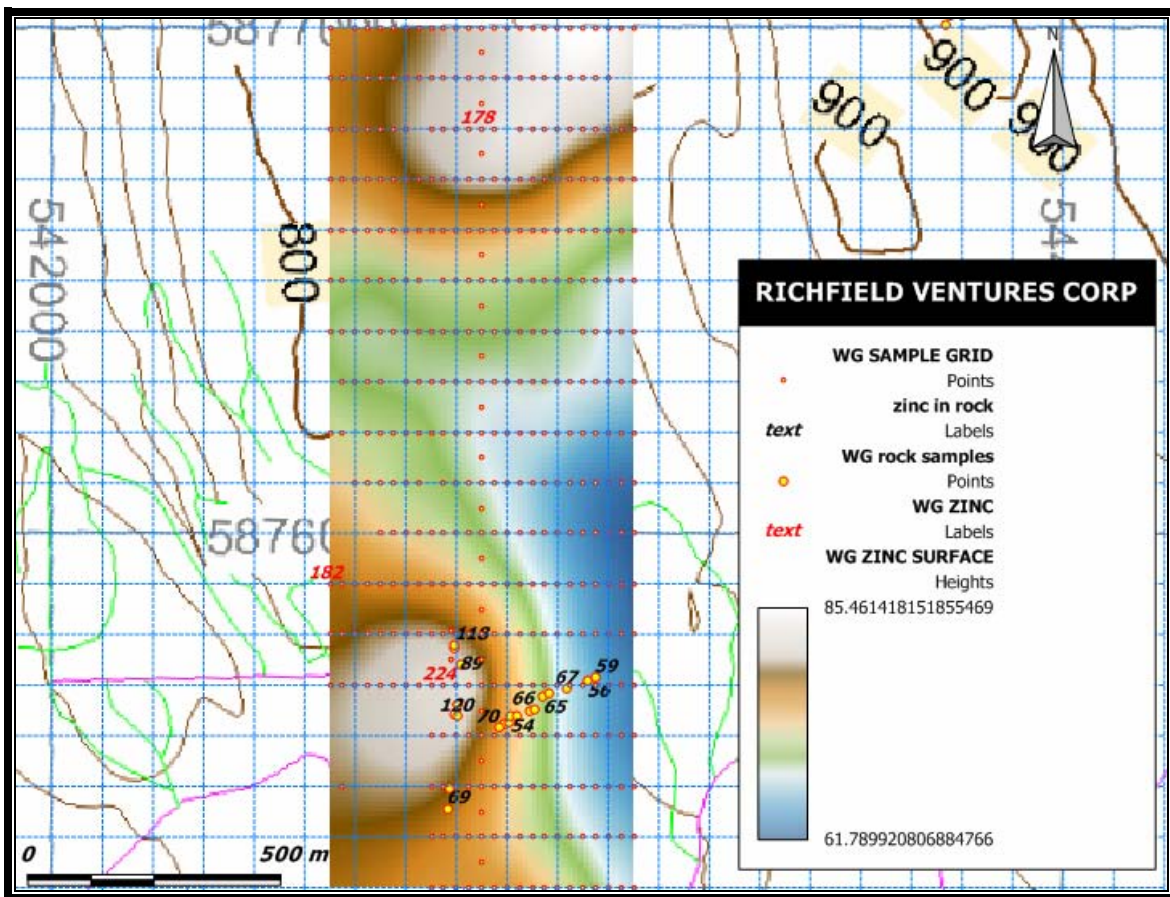 58770
N
900
900
900
178
542000
54
800
RICHFIELD VENTURES CORP
WG SAMPLE GRID
Points
zinc in rock
text Labels
WG rock samples
Points
WG ZINC
text Labels
WG ZINC SURFACE
Heights
85.461418151855469
61.789920806884766
58760
182
113
89
224
67 59
56
120 70 66 65
54
69
0 500 m